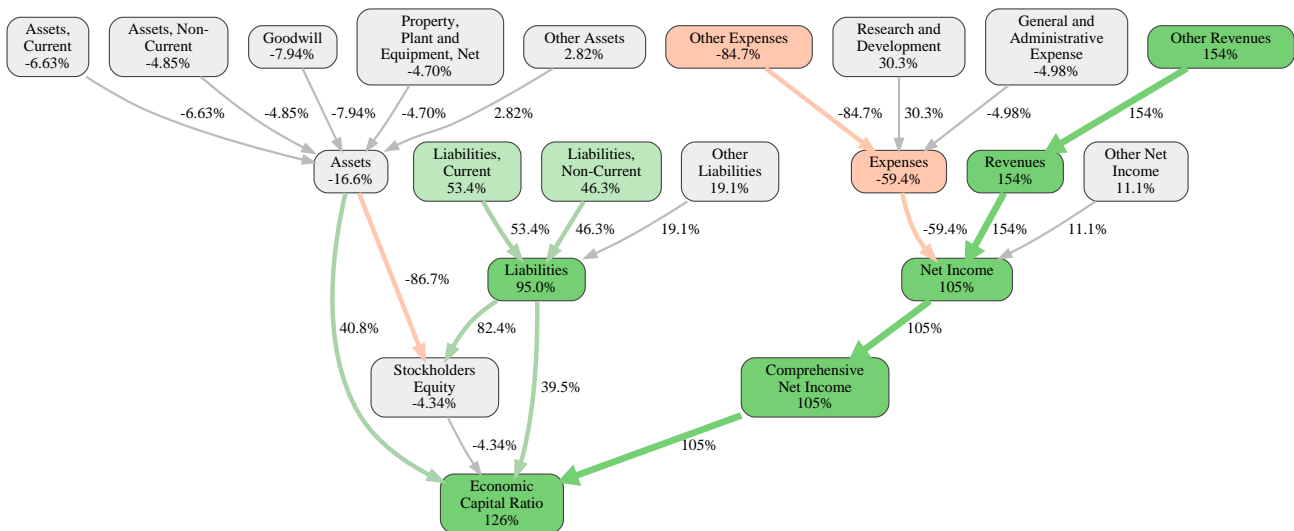 Assets,
Current
-6.63%
Assets, Non-
Current
-4.85%
Goodwill
-7.94%
Property,
Plant and
Equipment, Net
-4.70%
Other Assets
2.82%
Other Expenses
-84.7%
Research and
Development
30.3%
General and
Administrative
Expense
-4.98%
Other Revenues
154%
-6.63%
-4.85%
-7.94%
-4.70%
2.82%
-84.7%
30.3%
-4.98%
154%
Assets
-16.6%
Liabilities,
Current
53.4%
Liabilities,
Non-Current
46.3%
Other
Liabilities
19.1%
Expenses
-59.4%
Revenues
154%
Other Net
Income
11.1%
53.4%
46.3%
19.1%
-59.4%
154%
11.1%
-86.7%
Liabilities
95.0%
Net Income
105%
40.8%
82.4%
105%
Stockholders
Equity
-4.34%
39.5%
Comprehensive
Net Income
105%
-4.34%
105%
Economic
Capital Ratio
126%